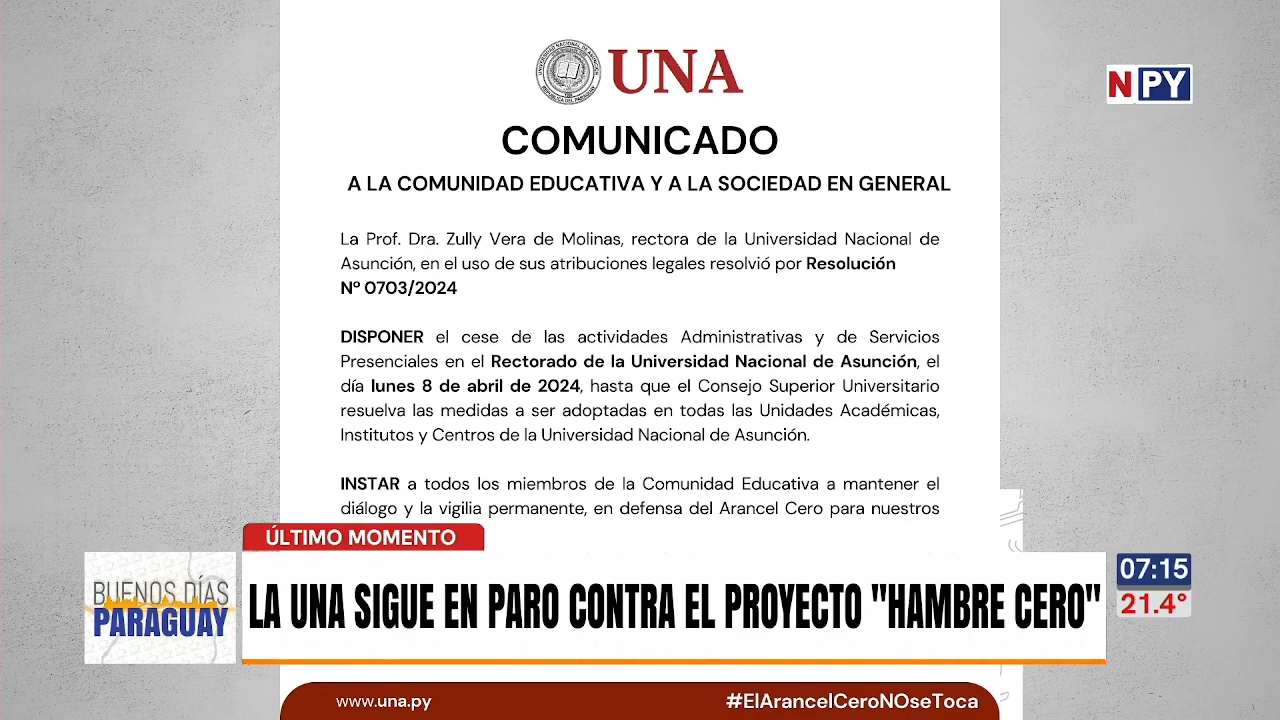 UNA
NPY
COMUNICADO
A LA COMUNIDAD EDUCATIVA Y A LA SOCIEDAD EN GENERAL
La Prof. Dra. Zully Vera de Molinas, rectora de la Universidad Nacional de
Asunción, en el uso de sus atribuciones legales resolvió por Resolución
Nº 0703/2024
DISPONER el cese de las actividades Administrativas y de Servicios
Presenciales en el Rectorado de la Universidad Nacional de Asunción, el
día lunes 8 de abril de 2024, hasta que el Consejo Superior Universitario
resuelva las medidas a ser adoptadas en todas las Unidades Académicas,
Institutos y Centros de la Universidad Nacional de Asunción.
INSTAR a todos los miembros de la Comunidad Educativa a mantener el
diálogo y la vigilia permanente, en defensa del Arancel Cero para nuestros
ÚLTIMO MOMENTO
BUENOS DÍAS
PARAGUAY
LA UNA SIGUE EN PARO CONTRA EL PROYECTO "HAMBRE CERO"
07:15
21.4°
www.una.py
#ElArancelCeroNOseToca